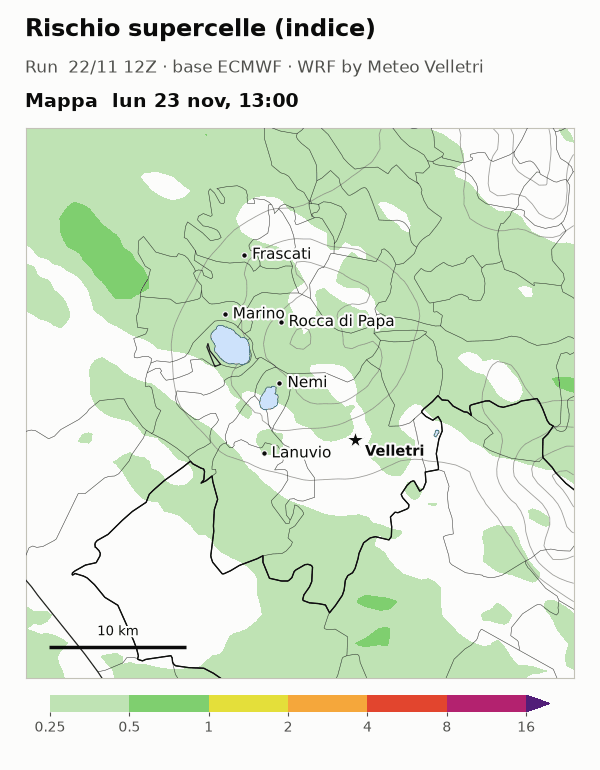 Rischio supercelle (indice)
Run 22/11 12Z · base ECMWF · WRF by Meteo Velletri
Mappa lun 23 nov, 13:00
Frascati
Marino
Rocca di Papa
Nemi
Velletri
Lanuvio
10 km
0.25 0.5 1 2 4 8 16